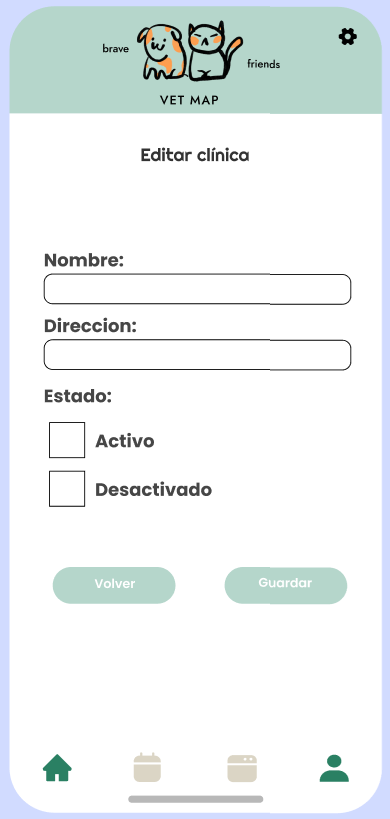 brave
friends
VET MAP
Editar clínica
Nombre:
Direccion:
Estado:
Activo
Desactivado
Volver
Guardar